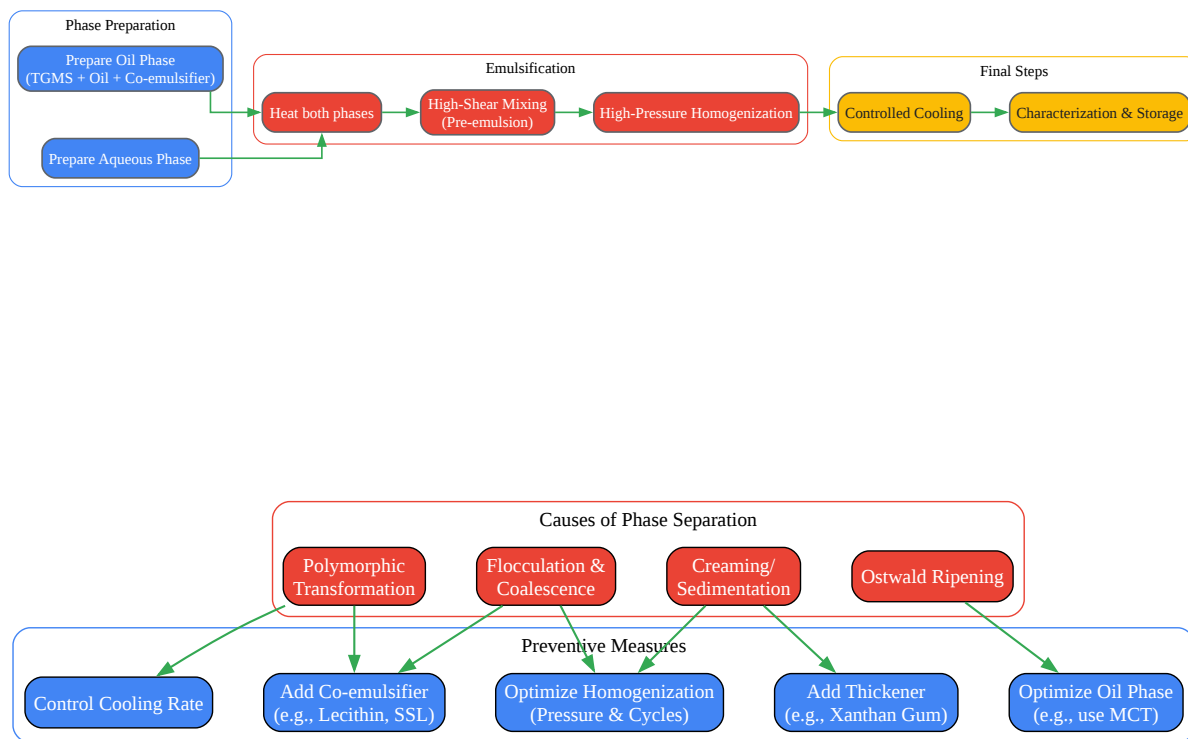 Phase Preparation
Prepare Oil Phase
(TGMS + Oil + Co-emulsifier)
Prepare Aqueous Phase
Emulsification
Heat both phases
High-Shear Mixing
(Pre-emulsion)
High-Pressure Homogenization
Final Steps
Controlled Cooling
Characterization & Storage
Causes of Phase Separation
Polymorphic
Transformation
Flocculation &
Coalescence
Creaming/
Sedimentation
Ostwald Ripening
Preventive Measures
Control Cooling Rate
Add Co-emulsifier
(e.g., Lecithin, SSL)
Optimize Homogenization
(Pressure & Cycles)
Add Thickener
(e.g., Xanthan Gum)
Optimize Oil Phase
(e.g., use MCT)